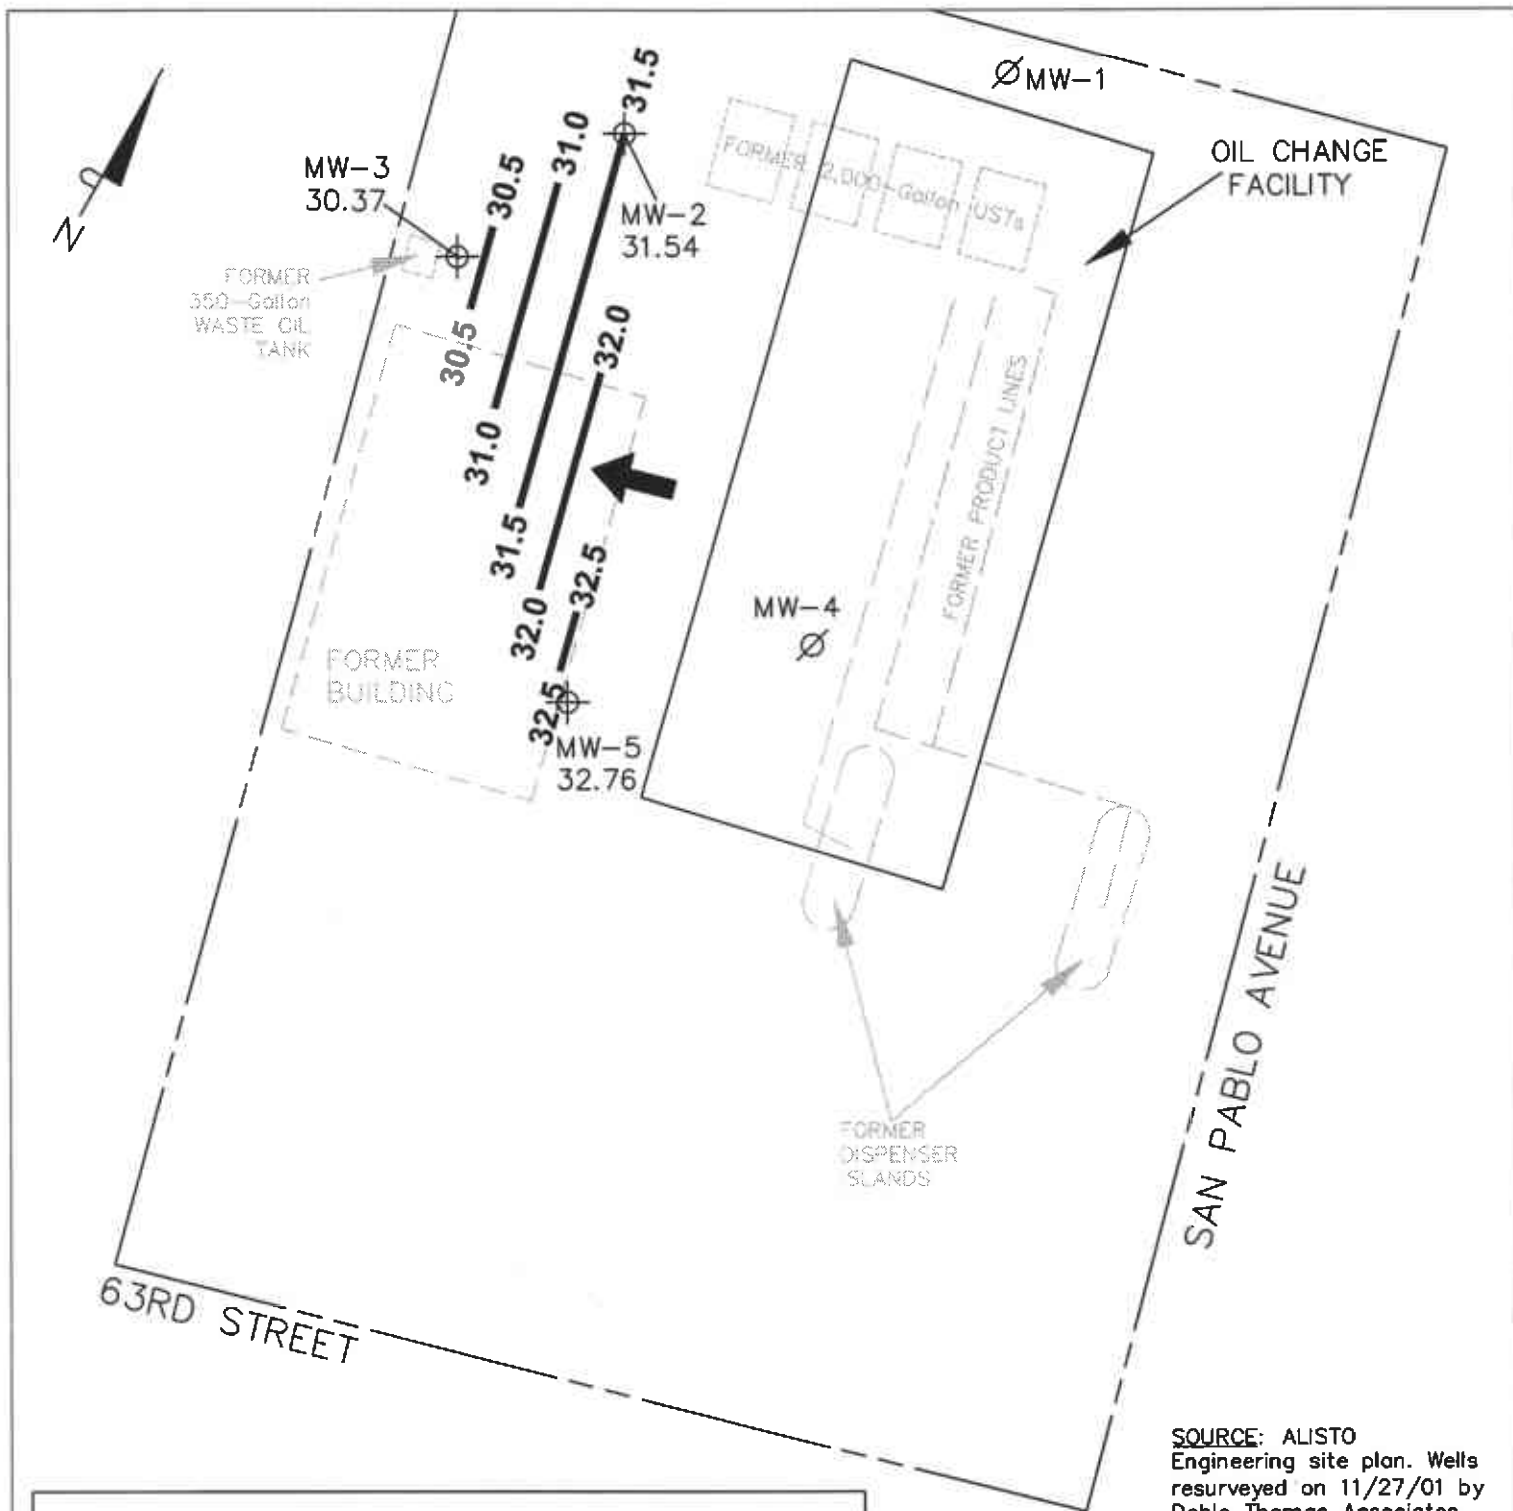 MW-1
OIL CHANGE
FACILITY
31.5
31.0
30.5
MW-3
30.37
MW-2
31.54
FORMER 2,000-Gallon USTs
N
FORMER
350-Gallon
WASTE OIL
TANK
30.5
32.0
31.0
FORMER PRODUCT LINES
31.5
32.5
32.0
MW-4
FORMER
BUILDING
32.5
MW-5
32.76
SAN PABLO AVENUE
FORMER
DISPENSER
SLANDS
63RD STREET
SOURCE: ALISTO
Engineering site plan. Wells
resurveyed on 11/27/01 by
Thomas Associates